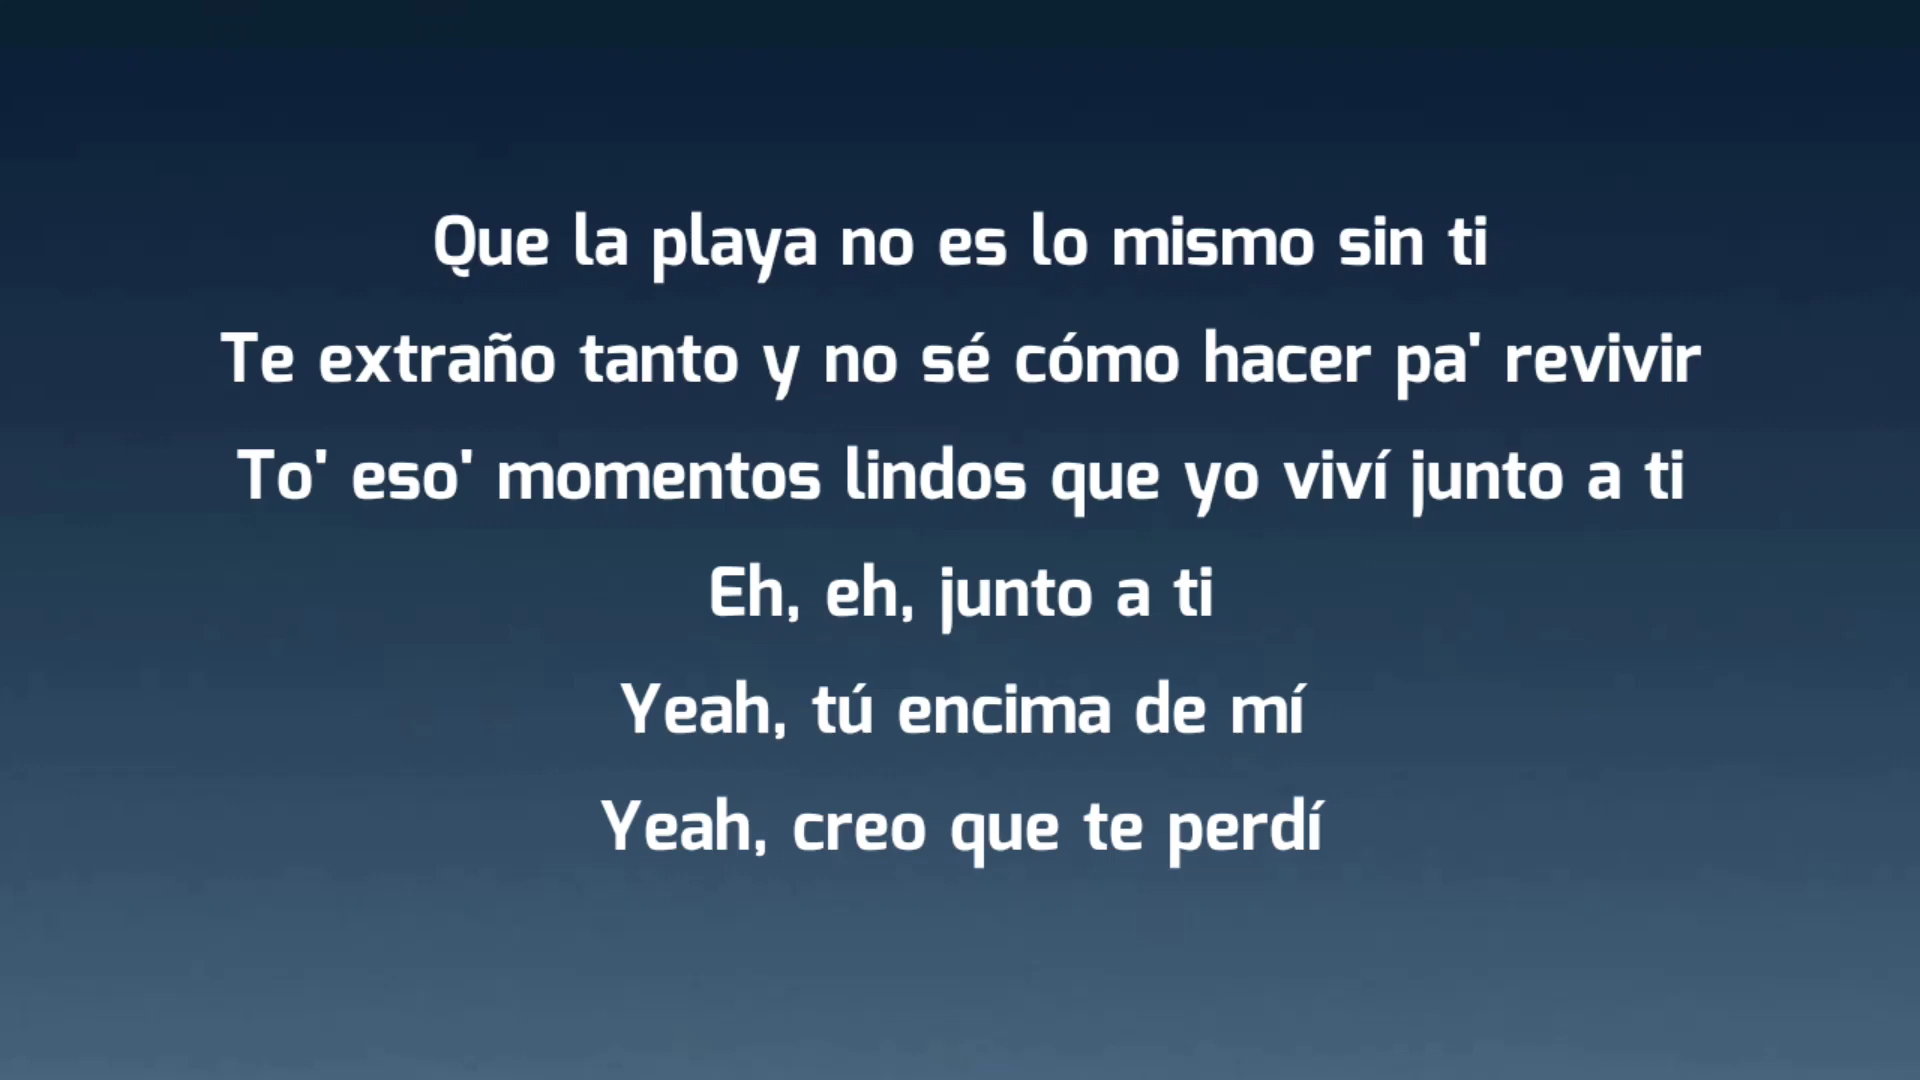 Que la playa no es lo mismo sin ti
Te extraño tanto y no sé cómo hacer pa' revivir
To' eso' momentos lindos que yo viví junto a ti
Eh, eh, junto a ti
Yeah, tú encima de mí
Yeah, creo que te perdí